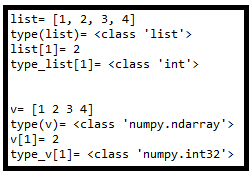 list= [1, 2, 3, 4]
type(list)= <class 'list'>
list[1]= 2
type_list[1]= <class 'int'>
v= [1 2 3 4]
type(v)= <class 'numpy.ndarray'>
v[1]= 2
type_v[1]= <class 'numpy.int32'>